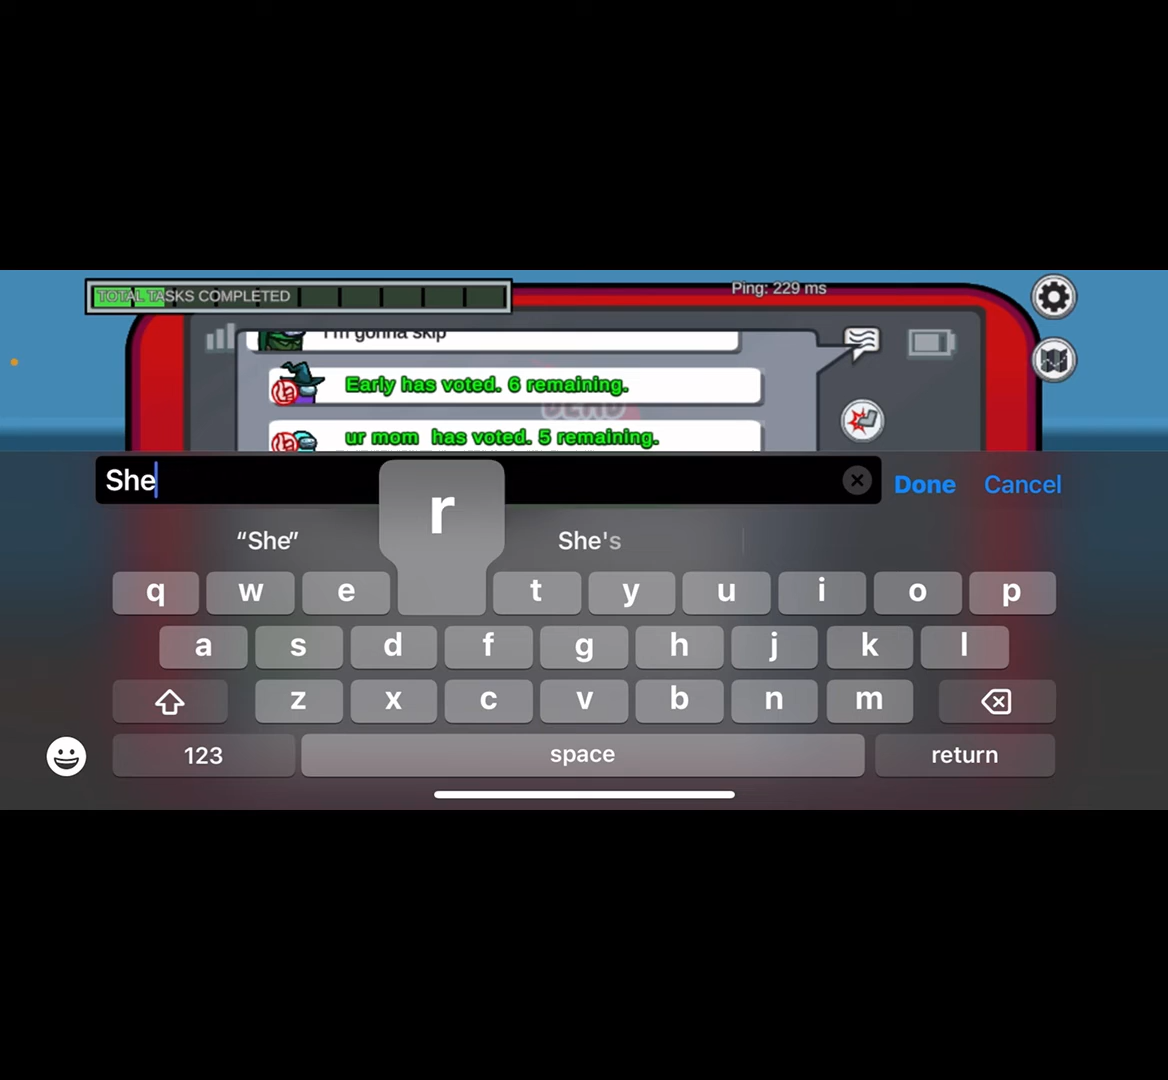 TOTAL TASKS COMPLETED
Ping: 229 ms
I'm gonna skip
Early has voted. 6 remaining.
DEAD
ur mom has voted. 5 remaining.
She
Done
Cancel
r
“She”
She's
q w e t y u i o p
a s d f g h j k l
z x c v b n m
123
space
return